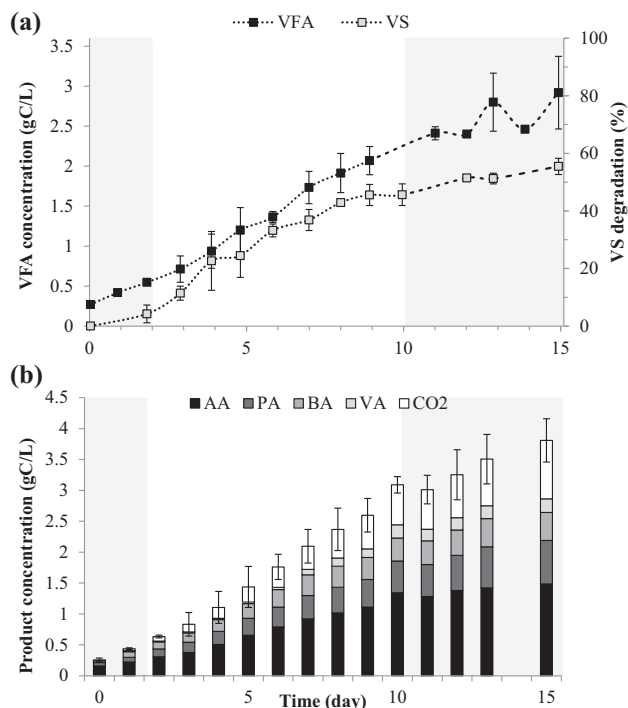 (a)
VFA VS
VFA concentration (gC/L)
3.5
3
2.5
2
1.5
1
0.5
0
100
80
60
40
20
0
VS degradation (%)
0 5 10 15
(b)
AA PA BA VA CO2
Product concentration (gC/L)
4.5
4
3.5
3
2.5
2
1.5
1
0.5
0
0 5 10 15
Time (day)